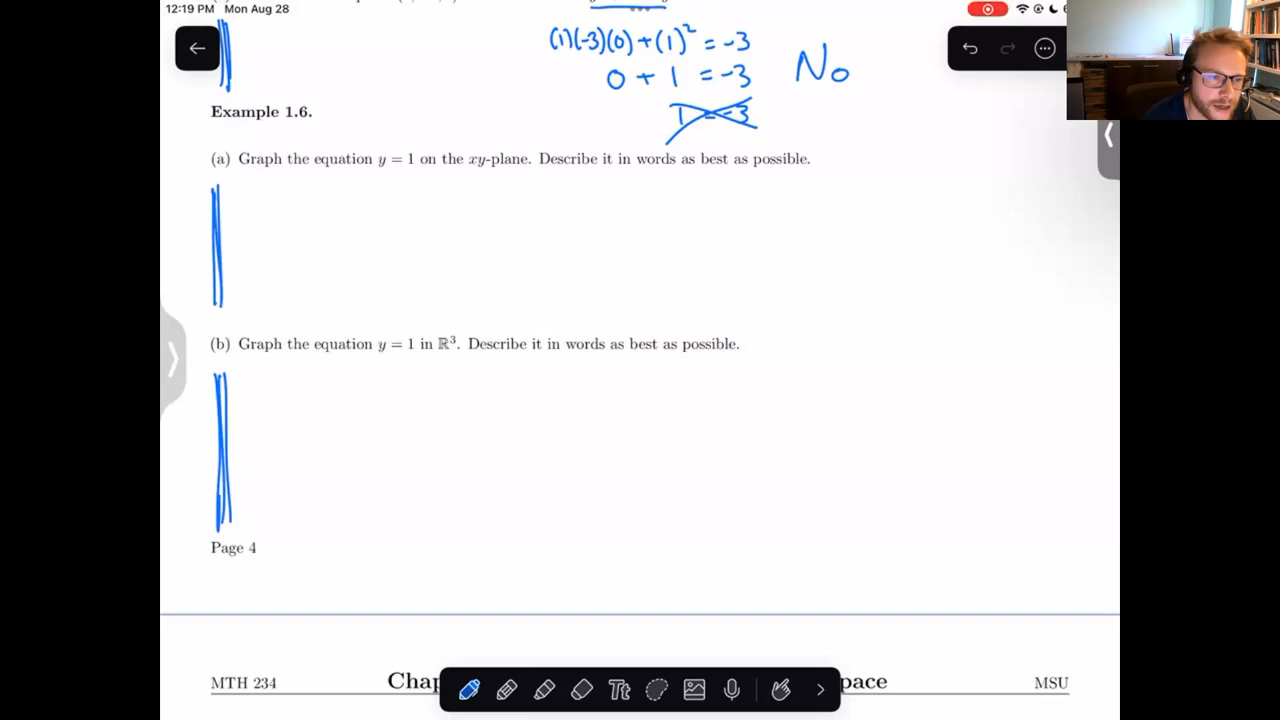 12:19 PM Mon Aug 28
(1)(-3)(0) + (1)² = -3
0 + 1 = -3
No
1 = -3
Example 1.6.
(a) Graph the equation y = 1 on the xy-plane. Describe it in words as best as possible.
(b) Graph the equation y = 1 in ℝ³. Describe it in words as best as possible.
Page 4
MTH 234
Chap
pace
MSU
Tt